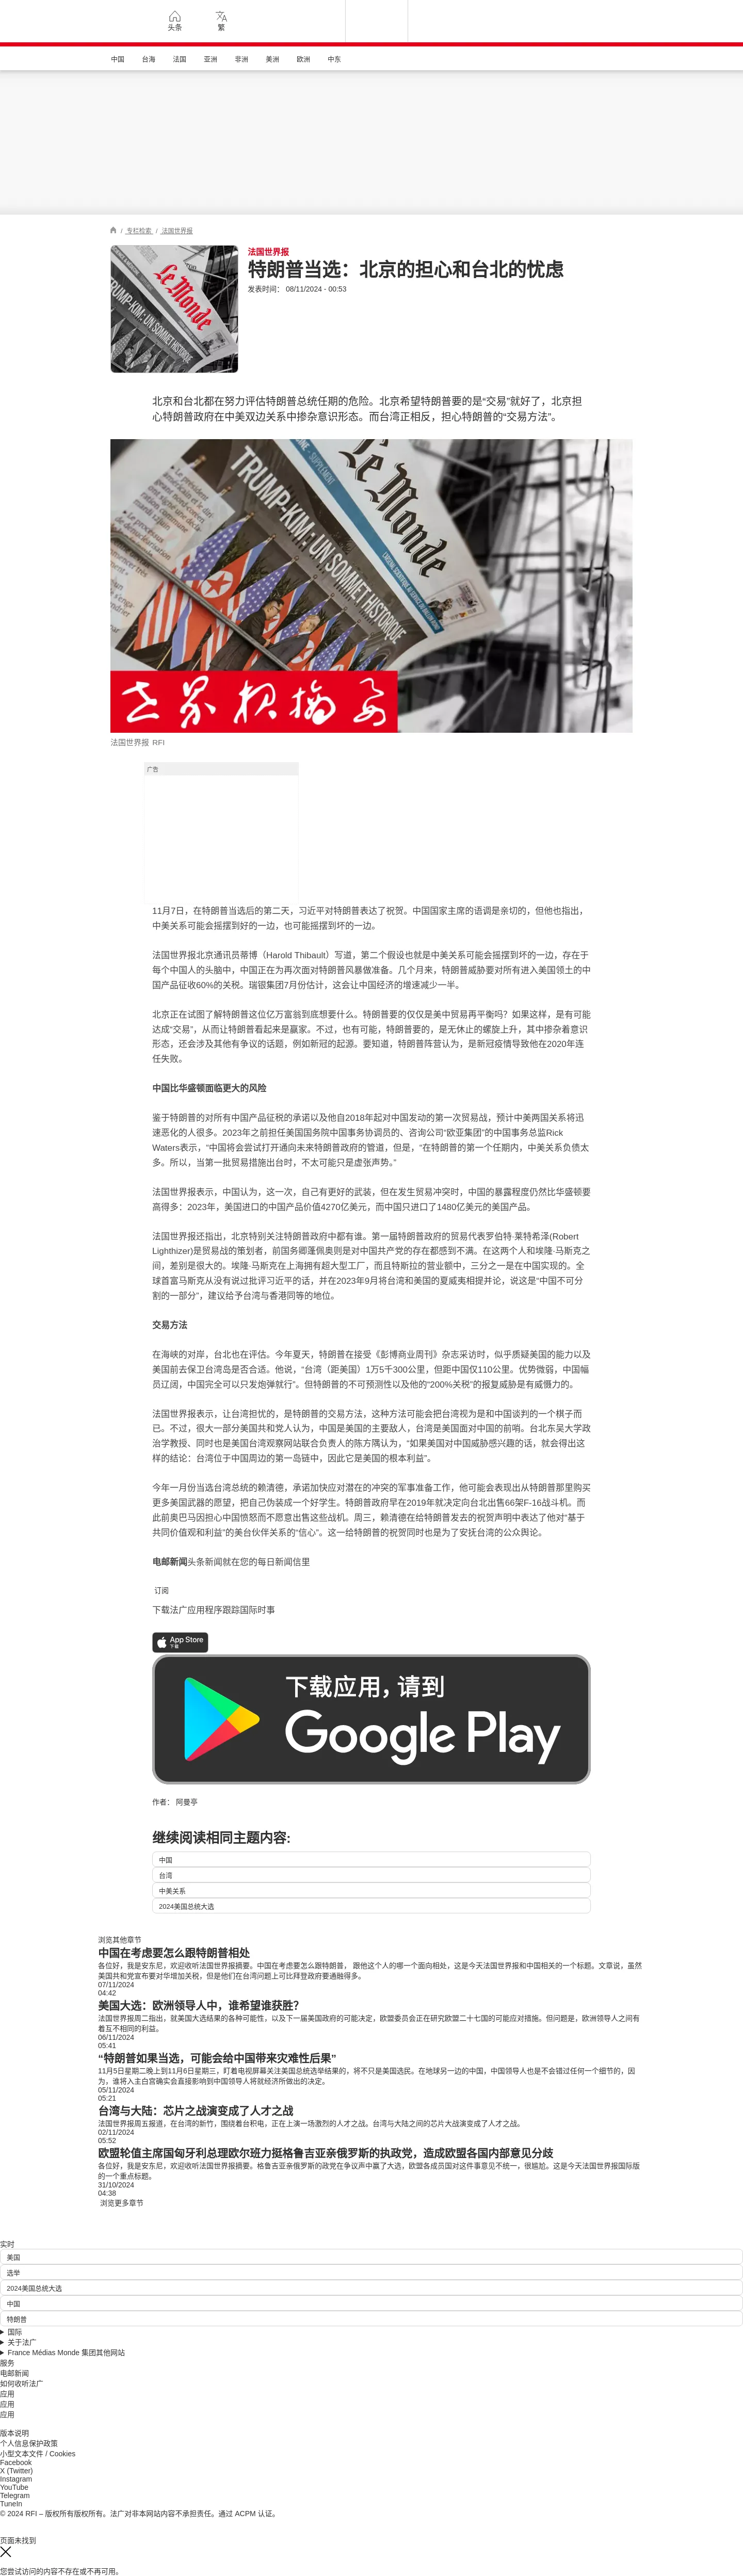 头条
繁
中国 台海 法国 亚洲 非洲 美洲 欧洲 中东
/ 专栏检索 / 法国世界报
法国世界报
特朗普当选：北京的担心和台北的忧虑
发表时间： 08/11/2024 - 00:53
北京和台北都在努力评估特朗普总统任期的危险。北京希望特朗普要的是“交易”就好了，北京担
心特朗普政府在中美双边关系中掺杂意识形态。而台湾正相反，担心特朗普的“交易方法”。
SUPPLÉMENT
Le Monde
TRUMP-KIM : UN SOMMET HISTORIQUE
世界报摘要
法国世界报 RFI
广告
11月7日，在特朗普当选后的第二天，习近平对特朗普表达了祝贺。中国国家主席的语调是亲切的，但他也指出，
中美关系可能会摇摆到好的一边，也可能摇摆到坏的一边。
法国世界报北京通讯员蒂博（Harold Thibault）写道，第二个假设也就是中美关系可能会摇摆到坏的一边，存在于
每个中国人的头脑中，中国正在为再次面对特朗普风暴做准备。几个月来，特朗普威胁要对所有进入美国领土的中
国产品征收60%的关税。瑞银集团7月份估计，这会让中国经济的增速减少一半。
北京正在试图了解特朗普这位亿万富翁到底想要什么。特朗普要的仅仅是美中贸易再平衡吗？如果这样，是有可能
达成“交易”，从而让特朗普看起来是赢家。不过，也有可能，特朗普要的，是无休止的螺旋上升，其中掺杂着意识
形态，还会涉及其他有争议的话题，例如新冠的起源。要知道，特朗普阵营认为，是新冠疫情导致他在2020年连
任失败。
中国比华盛顿面临更大的风险
鉴于特朗普的对所有中国产品征税的承诺以及他自2018年起对中国发动的第一次贸易战，预计中美两国关系将迅
速恶化的人很多。2023年之前担任美国国务院中国事务协调员的、咨询公司“欧亚集团”的中国事务总监Rick
Waters表示，“中国将会尝试打开通向未来特朗普政府的管道，但是，“在特朗普的第一个任期内，中美关系负债太
多。所以，当第一批贸易措施出台时，不太可能只是虚张声势。”
法国世界报表示，中国认为，这一次，自己有更好的武装，但在发生贸易冲突时，中国的暴露程度仍然比华盛顿要
高得多：2023年，美国进口的中国产品价值4270亿美元，而中国只进口了1480亿美元的美国产品。
法国世界报还指出，北京特别关注特朗普政府中都有谁。第一届特朗普政府的贸易代表罗伯特·莱特希泽(Robert
Lighthizer)是贸易战的策划者，前国务卿蓬佩奥则是对中国共产党的存在都感到不满。在这两个人和埃隆·马斯克之
间，差别是很大的。埃隆·马斯克在上海拥有超大型工厂，而且特斯拉的营业额中，三分之一是在中国实现的。全
球首富马斯克从没有说过批评习近平的话，并在2023年9月将台湾和美国的夏威夷相提并论，说这是“中国不可分
割的一部分”，建议给予台湾与香港同等的地位。
交易方法
在海峡的对岸，台北也在评估。今年夏天，特朗普在接受《彭博商业周刊》杂志采访时，似乎质疑美国的能力以及
美国前去保卫台湾岛是否合适。他说，“台湾（距美国）1万5千300公里，但距中国仅110公里。优势微弱，中国幅
员辽阔，中国完全可以只发炮弹就行”。但特朗普的不可预测性以及他的“200%关税”的报复威胁是有威慑力的。
法国世界报表示，让台湾担忧的，是特朗普的交易方法，这种方法可能会把台湾视为是和中国谈判的一个棋子而
已。不过，很大一部分美国共和党人认为，中国是美国的主要敌人，台湾是美国面对中国的前哨。台北东吴大学政
治学教授、同时也是美国台湾观察网站联合负责人的陈方隅认为，“如果美国对中国威胁感兴趣的话，就会得出这
样的结论：台湾位于中国周边的第一岛链中，因此它是美国的根本利益”。
今年一月份当选台湾总统的赖清德，承诺加快应对潜在的冲突的军事准备工作，他可能会表现出从特朗普那里购买
更多美国武器的愿望，把自己伪装成一个好学生。特朗普政府早在2019年就决定向台北出售66架F-16战斗机。而
此前奥巴马因担心中国愤怒而不愿意出售这些战机。周三，赖清德在给特朗普发去的祝贺声明中表达了他对“基于
共同价值观和利益”的美台伙伴关系的“信心”。这一给特朗普的祝贺同时也是为了安抚台湾的公众舆论。
电邮新闻头条新闻就在您的每日新闻信里
订阅
下载法广应用程序跟踪国际时事
App Store
下载
下载应用，请到
Google Play
作者： 阿曼亭
继续阅读相同主题内容:
中国
台湾
中美关系
2024美国总统大选
浏览其他章节
中国在考虑要怎么跟特朗普相处
各位好，我是安东尼，欢迎收听法国世界报摘要。中国在考虑要怎么跟特朗普， 跟他这个人的哪一个面向相处，这是今天法国世界报和中国相关的一个标题。文章说，虽然
美国共和党宣布要对华增加关税，但是他们在台湾问题上可比拜登政府要通融得多。
07/11/2024
04:42
美国大选：欧洲领导人中，谁希望谁获胜？
法国世界报周二指出，就美国大选结果的各种可能性，以及下一届美国政府的可能决定，欧盟委员会正在研究欧盟二十七国的可能应对措施。但问题是，欧洲领导人之间有
着互不相同的利益。
06/11/2024
05:41
“特朗普如果当选，可能会给中国带来灾难性后果”
11月5日星期二晚上到11月6日星期三，盯着电视屏幕关注美国总统选举结果的，将不只是美国选民。在地球另一边的中国，中国领导人也是不会错过任何一个细节的，因
为，谁将入主白宫确实会直接影响到中国领导人将就经济所做出的决定。
05/11/2024
05:21
台湾与大陆：芯片之战演变成了人才之战
法国世界报周五报道，在台湾的新竹，围绕着台积电，正在上演一场激烈的人才之战。台湾与大陆之间的芯片大战演变成了人才之战。
02/11/2024
05:52
欧盟轮值主席国匈牙利总理欧尔班力挺格鲁吉亚亲俄罗斯的执政党，造成欧盟各国内部意见分歧
各位好，我是安东尼，欢迎收听法国世界报摘要。格鲁吉亚亲俄罗斯的政党在争议声中赢了大选，欧盟各成员国对这件事意见不统一，很尴尬。这是今天法国世界报国际版
的一个重点标题。
31/10/2024
04:38
浏览更多章节
实时
美国
选举
2024美国总统大选
中国
特朗普
国际
关于法广
France Médias Monde 集团其他网站
服务
电邮新闻
如何收听法广
应用
应用
应用
版本说明
个人信息保护政策
小型文本文件 / Cookies
Facebook
X (Twitter)
Instagram
YouTube
Telegram
TuneIn
© 2024 RFI – 版权所有版权所有。法广对非本网站内容不承担责任。通过 ACPM 认证。
页面未找到
您尝试访问的内容不存在或不再可用。